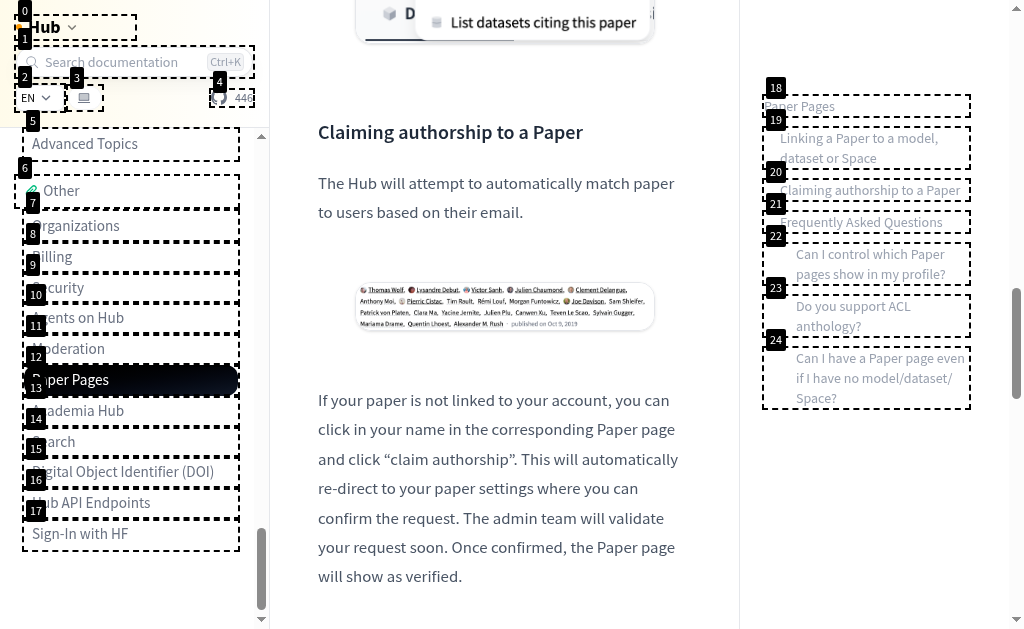 Hub
Search documentation
Ctrl+K
EN
446
Advanced Topics
Other
Organizations
Billing
Security
Agents on Hub
Moderation
Paper Pages
Academia Hub
Search
Digital Object Identifier (DOI)
Hub API Endpoints
Sign-In with HF
0
1
2
3
4
5
6
7
8
9
10
11
12
13
14
15
16
17
D
List datasets citing this paper
Claiming authorship to a Paper
The Hub will attempt to automatically match paper
to users based on their email.
Thomas Wolf, Lysandre Debut, Victor Sanh, Julien Chaumond, Clement Delangue,
Anthony Moi, Pierric Cistac, Tim Rault, Rémi Louf, Morgan Funtowicz, Joe Davison, Sam Shleifer,
Patrick von Platen, Clara Ma, Yacine Jernite, Julien Plu, Canwen Xu, Teven Le Scao, Sylvain Gugger,
Mariama Drame, Quentin Lhoest, Alexander M. Rush • published on Oct 9, 2019
If your paper is not linked to your account, you can
click in your name in the corresponding Paper page
and click “claim authorship”. This will automatically
re-direct to your paper settings where you can
confirm the request. The admin team will validate
your request soon. Once confirmed, the Paper page
will show as verified.
18
Paper Pages
19
Linking a Paper to a model,
dataset or Space
20
Claiming authorship to a Paper
21
Frequently Asked Questions
22
Can I control which Paper
pages show in my profile?
23
Do you support ACL
anthology?
24
Can I have a Paper page even
if I have no model/dataset/
Space?